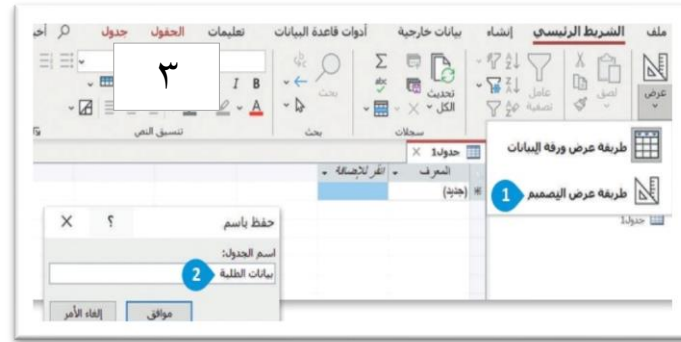 ملف الشريط الرئيسي إنشاء بيانات خارجية أدوات قاعدة البيانات تعليمات الحقول جدول
٣
عرض
لصق
عامل
تصفية
تحديث
الكل
بحث
B I
A
سجلات
بحث
تنسيق النص
طريقة عرض ورقة البيانات
طريقة عرض التصميم 1
جدول1
جدول1 ×
المعرف انقر للإضافة
(جديد)
حفظ باسم ؟ ×
اسم الجدول:
بيانات الطلبة 2
موافق إلغاء الأمر